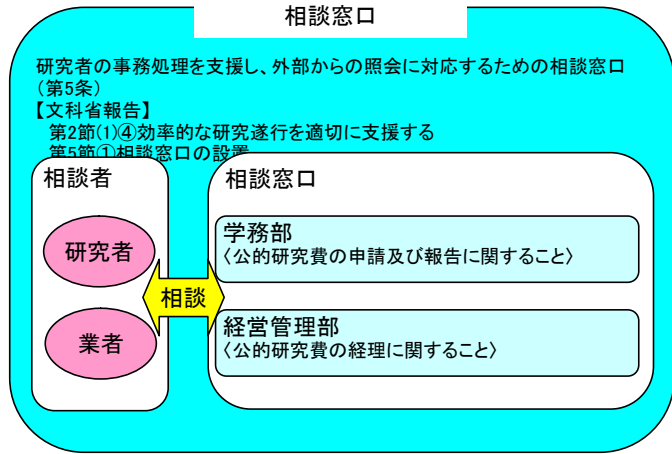 相談窓口
研究者の事務処理を支援し、外部からの照会に対応するための相談窓口
(第5条)
【文科省報告】
第2節(1)④効率的な研究遂行を適切に支援する
第5節①相談窓口の設置
相談者
研究者
業者
相談
相談窓口
学務部
〈公的研究費の申請及び報告に関すること〉
経営管理部
〈公的研究費の経理に関すること〉